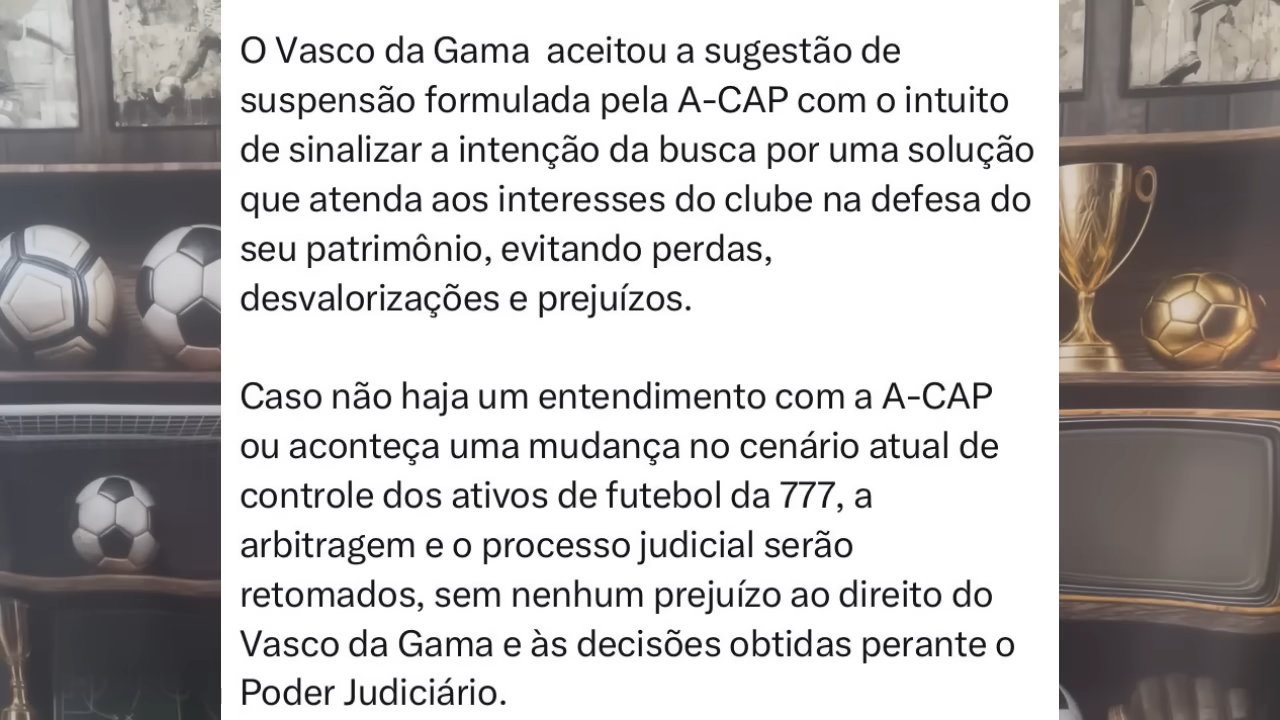 O Vasco da Gama  aceitou a sugestão de
suspensão formulada pela A-CAP com o intuito
de sinalizar a intenção da busca por uma solução
que atenda aos interesses do clube na defesa do
seu patrimônio, evitando perdas,
desvalorizações e prejuízos.
Caso não haja um entendimento com a A-CAP
ou aconteça uma mudança no cenário atual de
controle dos ativos de futebol da 777, a
arbitragem e o processo judicial serão
retomados, sem nenhum prejuízo ao direito do
Vasco da Gama e às decisões obtidas perante o
Poder Judiciário.